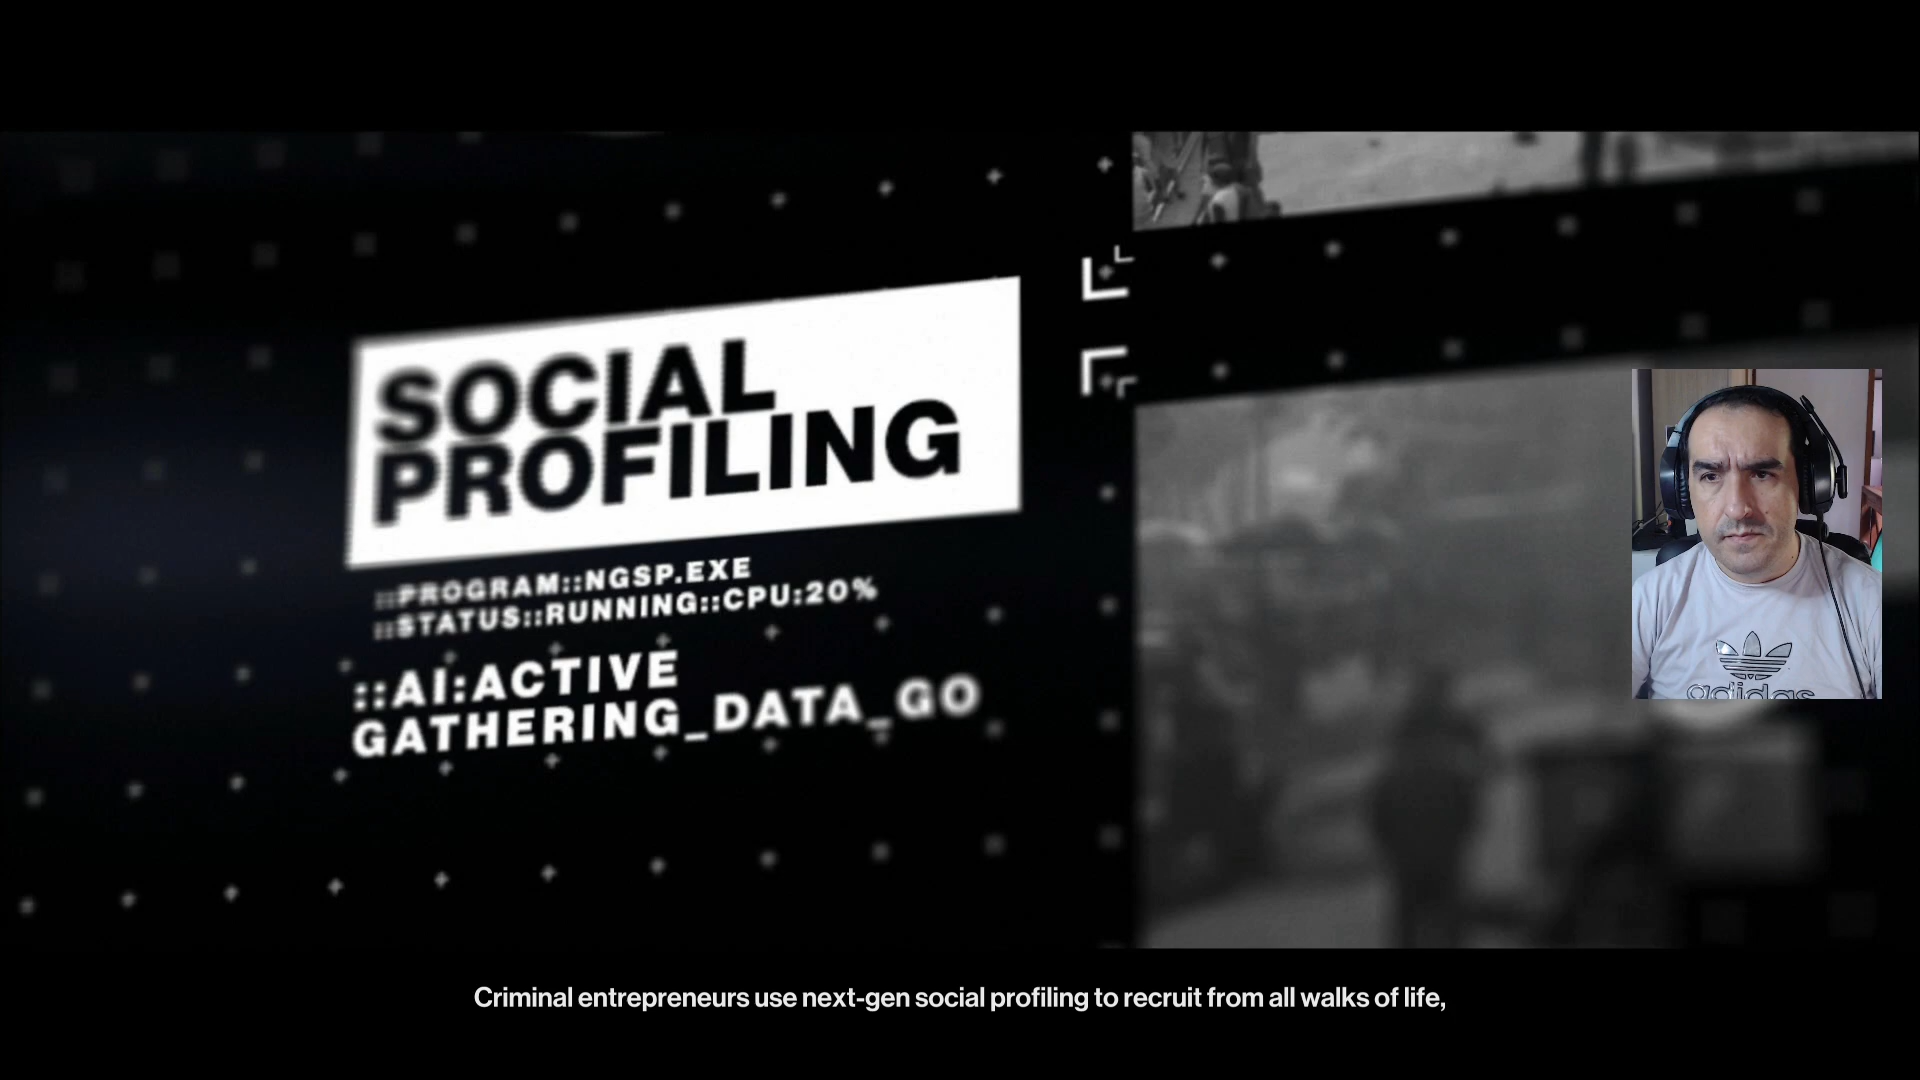 SOCIAL
PROFILING
::PROGRAM::NGSP.EXE
::STATUS::RUNNING::CPU:20%
::AI:ACTIVE
GATHERING_DATA_GO
adidas
Criminal entrepreneurs use next-gen social profiling to recruit from all walks of life,